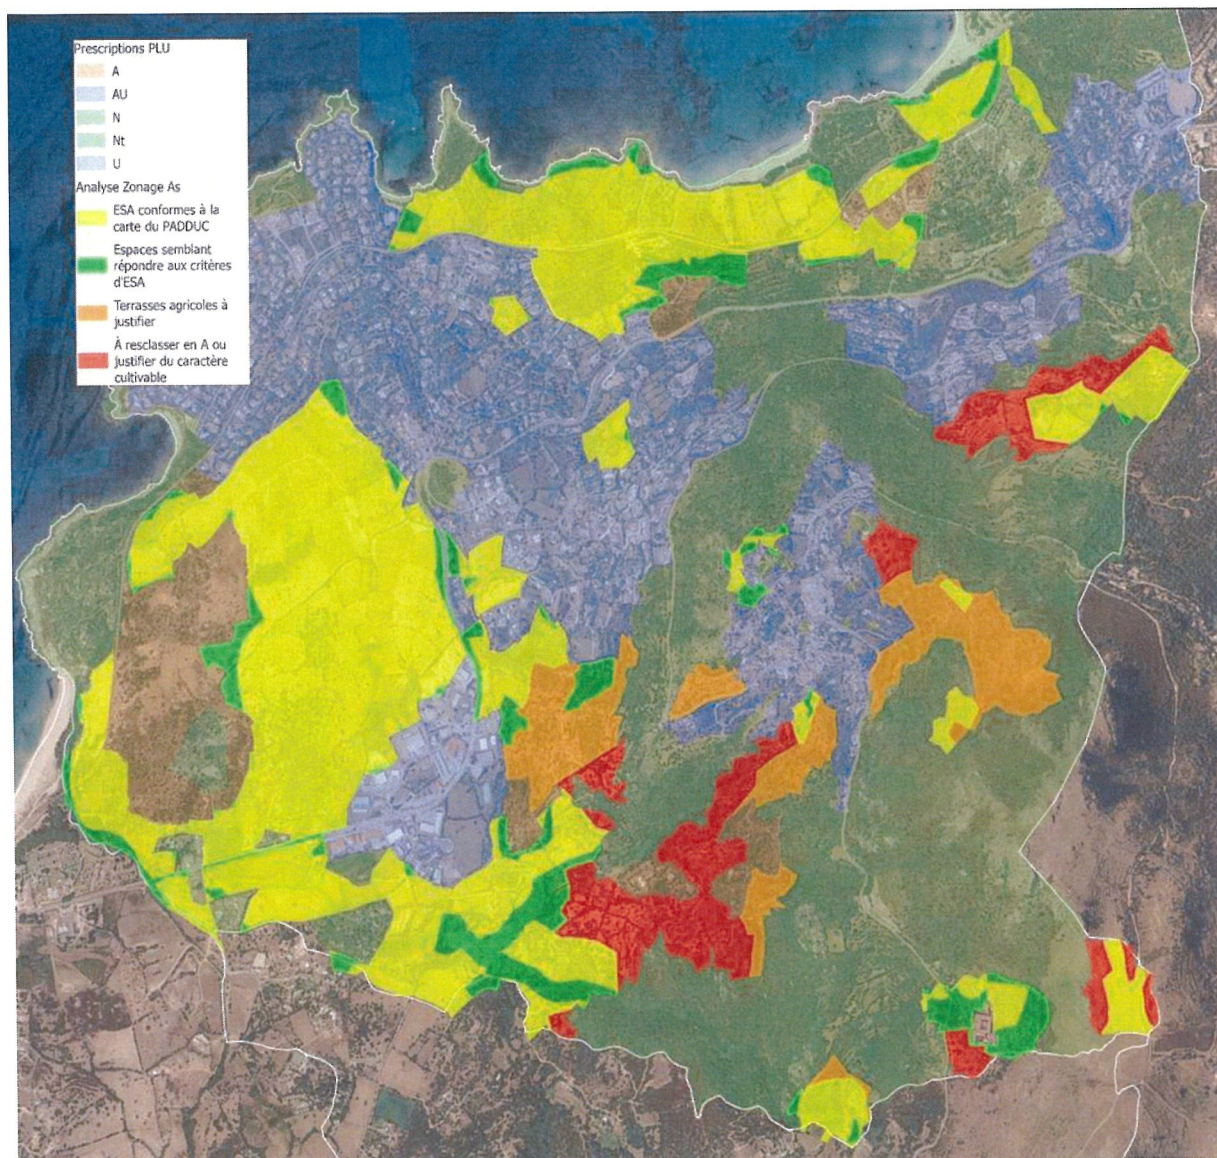 Prescriptions PLU
A
AU
N
Nt
U
Analyse Zonage As
ESA conformes à la
carte du PADDUC
Espaces semblant
répondre aux critères
d'ESA
Terrasses agricoles à
justifier
À resclasser en A ou
justifier du caractère
cultivable